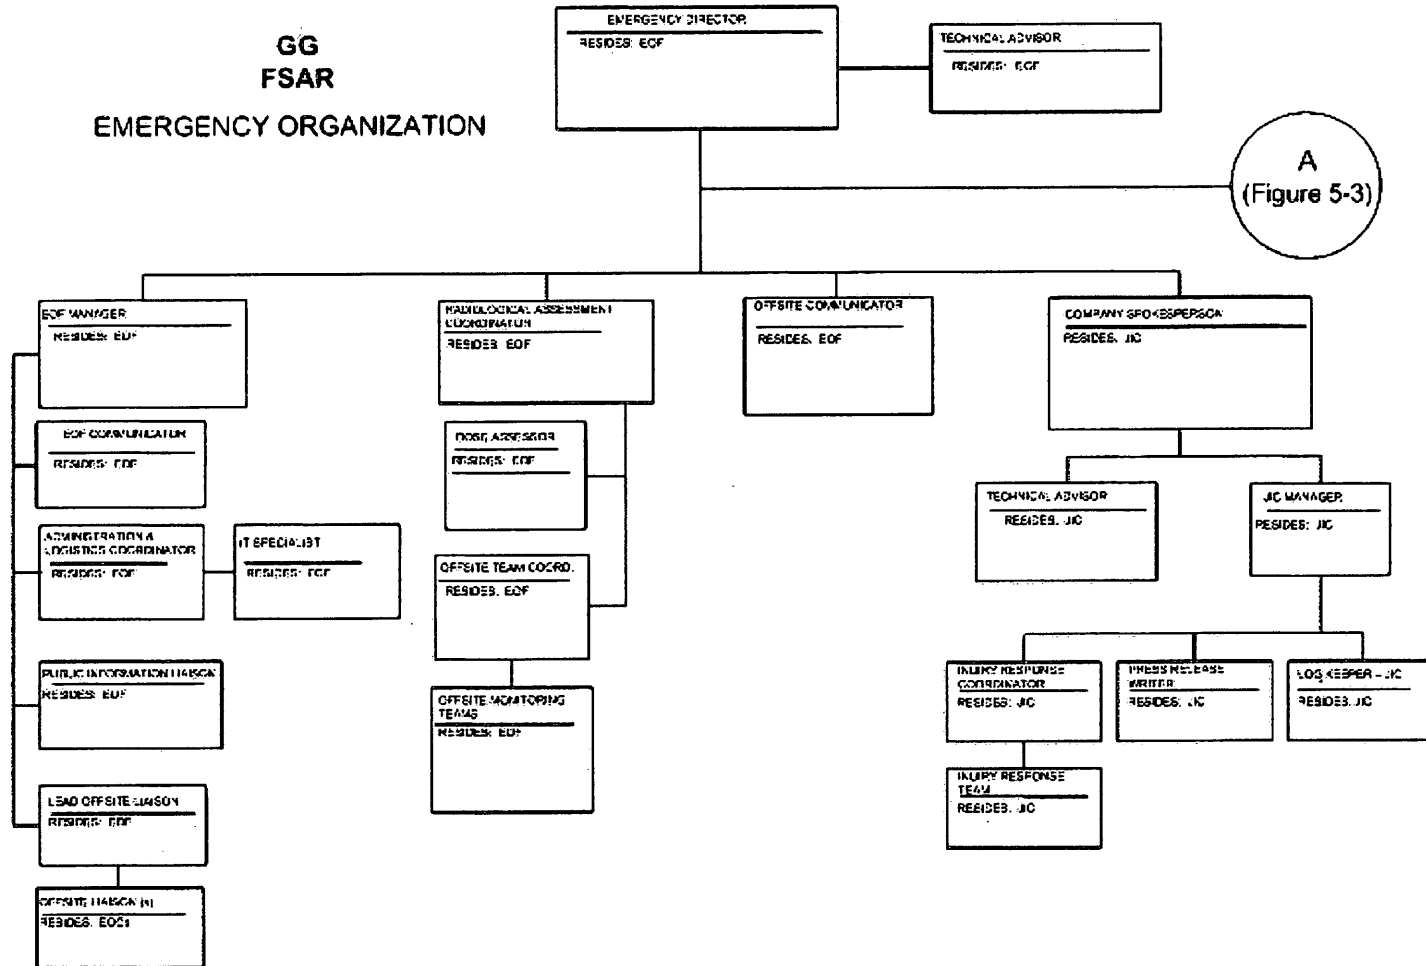 GG
FSAR
EMERGENCY ORGANIZATION
EMERGENCY DIRECTOR
RESIDES: EOF
TECHNICAL ADVISOR
RESIDES: EOF
A
(Figure 5-3)
EOF MANAGER
RESIDES: EOF
RADIOLOGICAL ASSESSMENT
COORDINATOR
RESIDES: EOF
OFFSITE COMMUNICATOR
RESIDES: EOF
COMPANY SPOKESPERSON
RESIDES: JIC
EOF COMMUNICATOR
RESIDES: EOF
DOSE ASSESSOR
RESIDES: EOF
TECHNICAL ADVISOR
RESIDES: JIC
JIC MANAGER
RESIDES: JIC
ADMINISTRATION &
LOGISTICS COORDINATOR
RESIDES: EOF
IT SPECIALIST
RESIDES: EOF
OFFSITE TEAM COORD.
RESIDES: EOF
PUBLIC INFORMATION LIAISON
RESIDES: EOF
OFFSITE MONITORING
TEAMS
RESIDES: EOF
INUIRY RESPONSE
COORDINATOR
RESIDES: JIC
PRESS RELEASE
WRITER
RESIDES: JIC
LOG KEEPER – JIC
RESIDES: JIC
INUIRY RESPONSE
TEAM
RESIDES: JIC
LEAD OFFSITE LIAISON
RESIDES: EOF
OFFSITE LIAISON (s)
RESIDES: EOCs